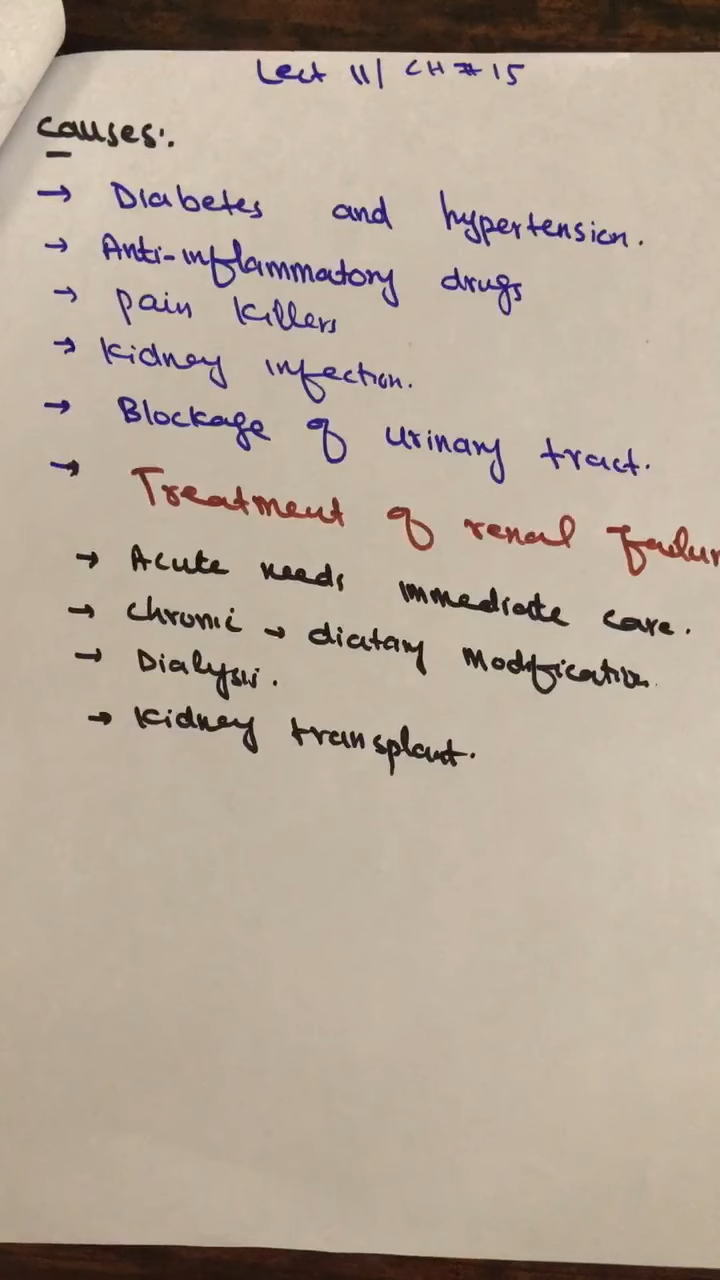 Lect 11/ CH # 15
Causes:.
→ Diabetes and hypertension.
→ Anti-inflammatory drugs
→ Pain killers
→ Kidney infection.
→ Blockage of urinary tract.
→ Treatment of renal failur
→ Acute needs immediate care.
→ Chronic → diatary Modification.
→ Dialysis.
→ Kidney transplant.